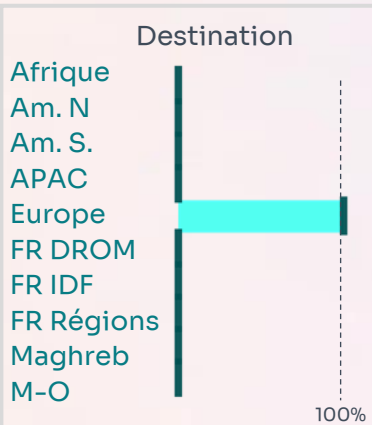 Destination
Afrique
Am. N
Am. S.
APAC
Europe
FR DROM
FR IDF
FR Régions
Maghreb
M-O
100%